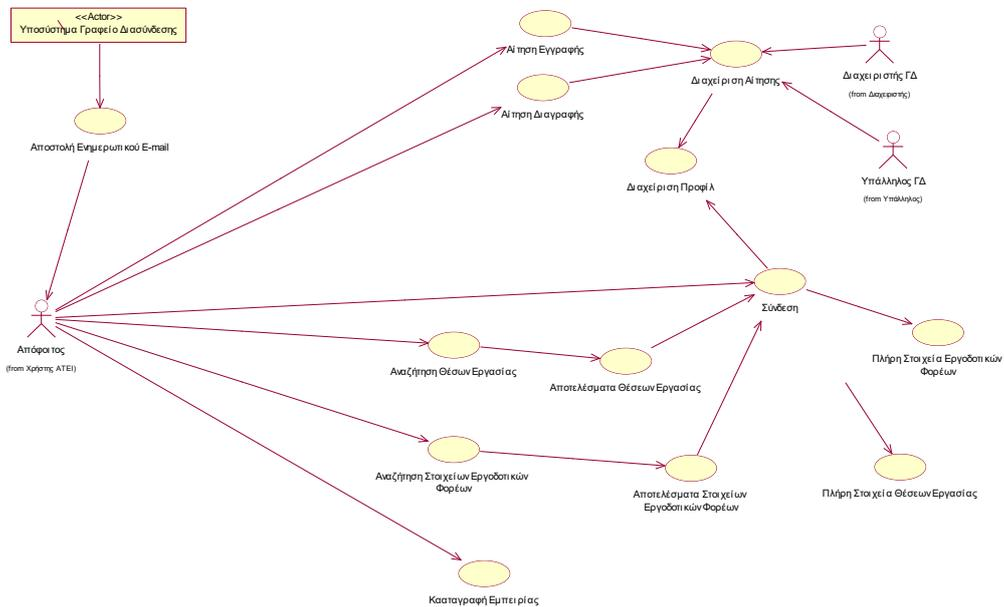 <<Actor>>
Υποσύστημα Γραφείο Διασύνδεσης
Αίτηση Εγγραφής
Διαχείριση Αίτησης
Διαχειριστής ΓΔ
(from Διαχειριστής)
Αίτηση Διαγραφής
Αποστολή Ενημερωτικού E-mail
Διαχείριση Προφίλ
Υπάλληλος ΓΔ
(from Υπάλληλος)
Σύνδεση
Απόφοιτος
(from Χρήστης ΑΤΕΙ)
Αναζήτηση Θέσων Εργασίας
Αποτελέσματα Θέσεων Εργασίας
Πλήρη Στοιχεία Εργοδοτικών
Φορέων
Αναζήτηση Στοιχείων Εργοδοτικών
Φορέων
Αποτελέσματα Στοιχείων
Εργοδοτικών Φορέων
Πλήρη Στοιχεία Θέσεων Εργασίας
Κααταγραφή Εμπειρίας